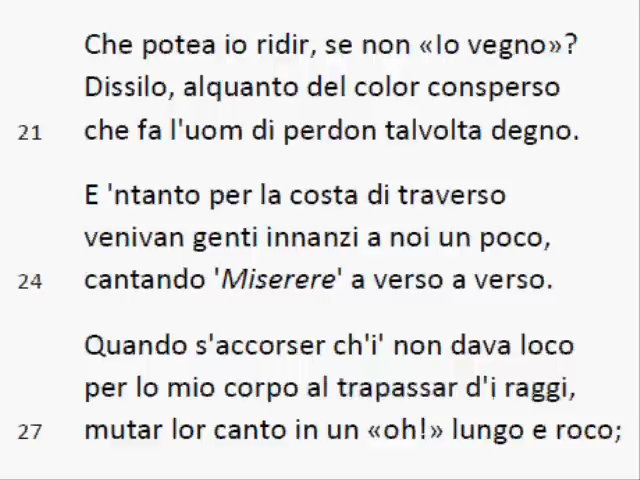 Che potea io ridir, se non «Io vegno»?
Dissilo, alquanto del color consperso
21 che fa l'uom di perdon talvolta degno.
E 'ntanto per la costa di traverso
venivan genti innanzi a noi un poco,
24 cantando 'Miserere' a verso a verso.
Quando s'accorser ch'i' non dava loco
per lo mio corpo al trapassar d'i raggi,
27 mutar lor canto in un «oh!» lungo e roco;